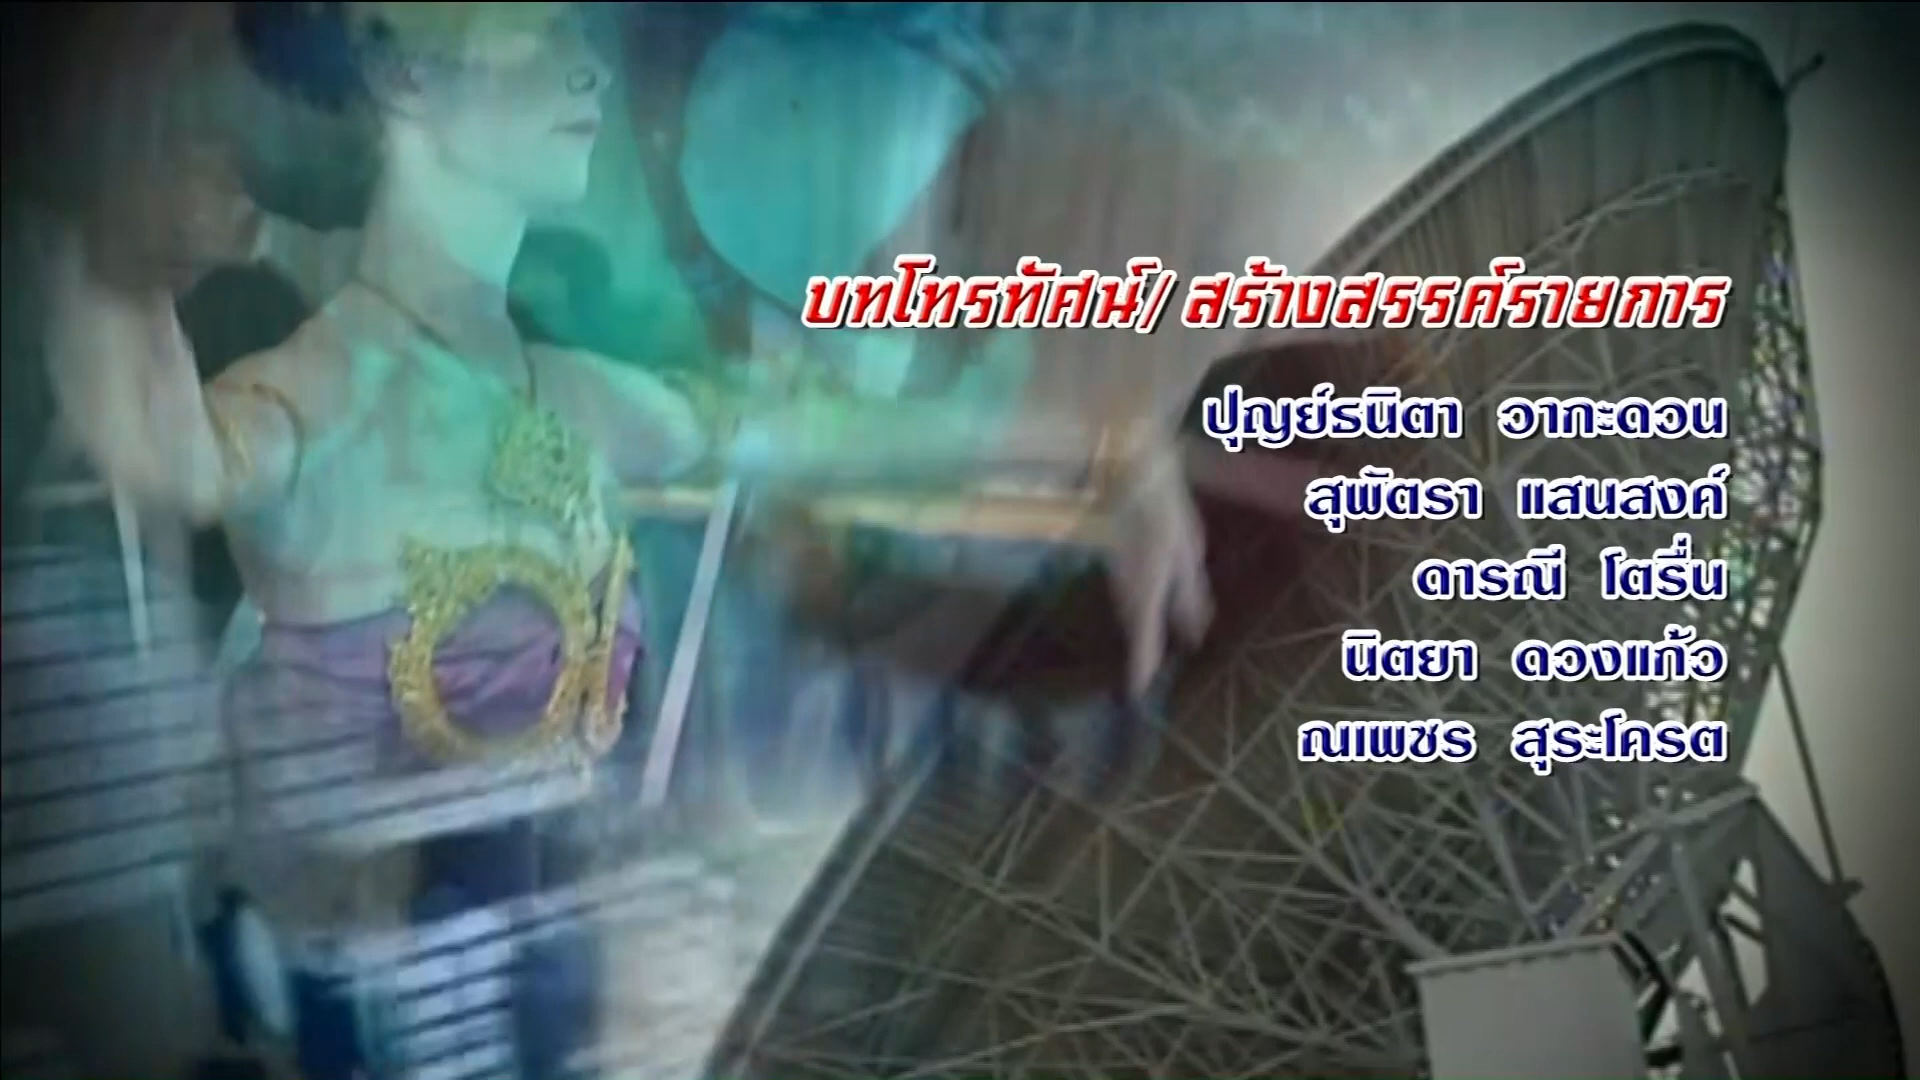 บทโทรทัศน์/ สร้างสรรค์รายการ
ปุญย์ธนิตา วากะดวน
สุพัตรา แสนสงค์
ดารณี โตรื่น
นิตยา ดวงแก้ว
ณเพชร สุระโครต